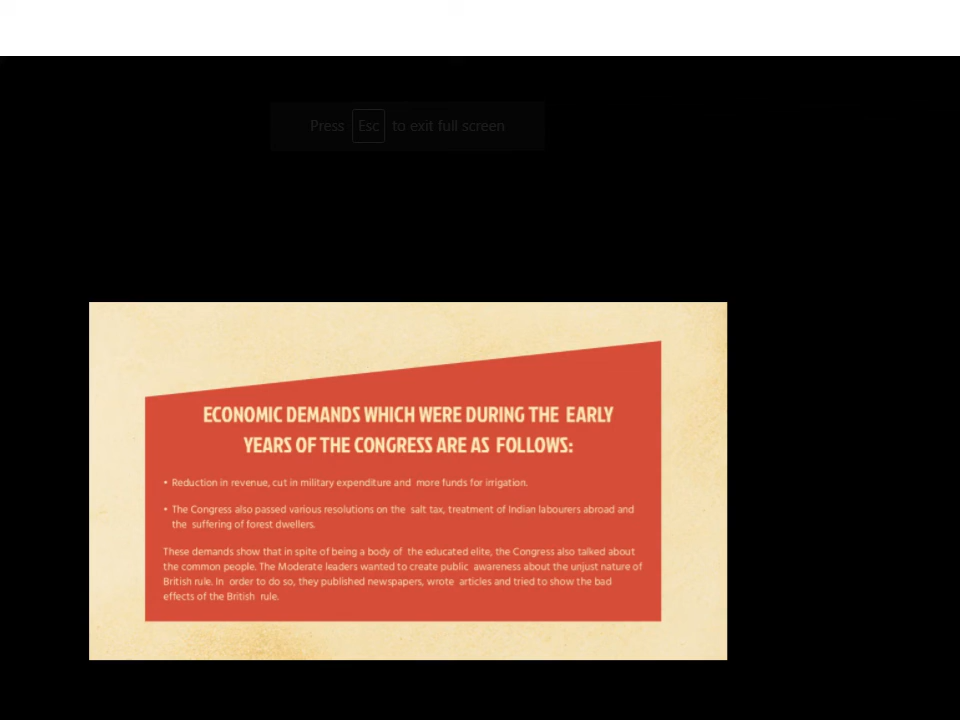 Press Esc to exit full screen
ECONOMIC DEMANDS WHICH WERE DURING THE EARLY
YEARS OF THE CONGRESS ARE AS FOLLOWS:
• Reduction in revenue, cut in military expenditure and more funds for irrigation.
• The Congress also passed various resolutions on the salt tax, treatment of Indian labourers abroad and
the suffering of forest dwellers.
These demands show that in spite of being a body of the educated elite, the Congress also talked about
the common people. The Moderate leaders wanted to create public awareness about the unjust nature of
British rule. In order to do so, they published newspapers, wrote articles and tried to show the bad
effects of the British rule.